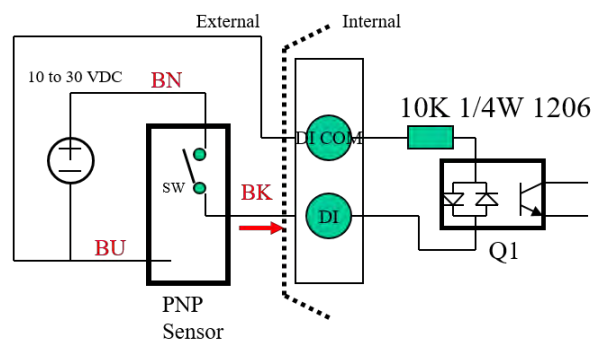 External
Internal
10 to 30 VDC
BN
10K 1/4W 1206
DI COM
SW
BK
DI
BU
Q1
PNP
Sensor